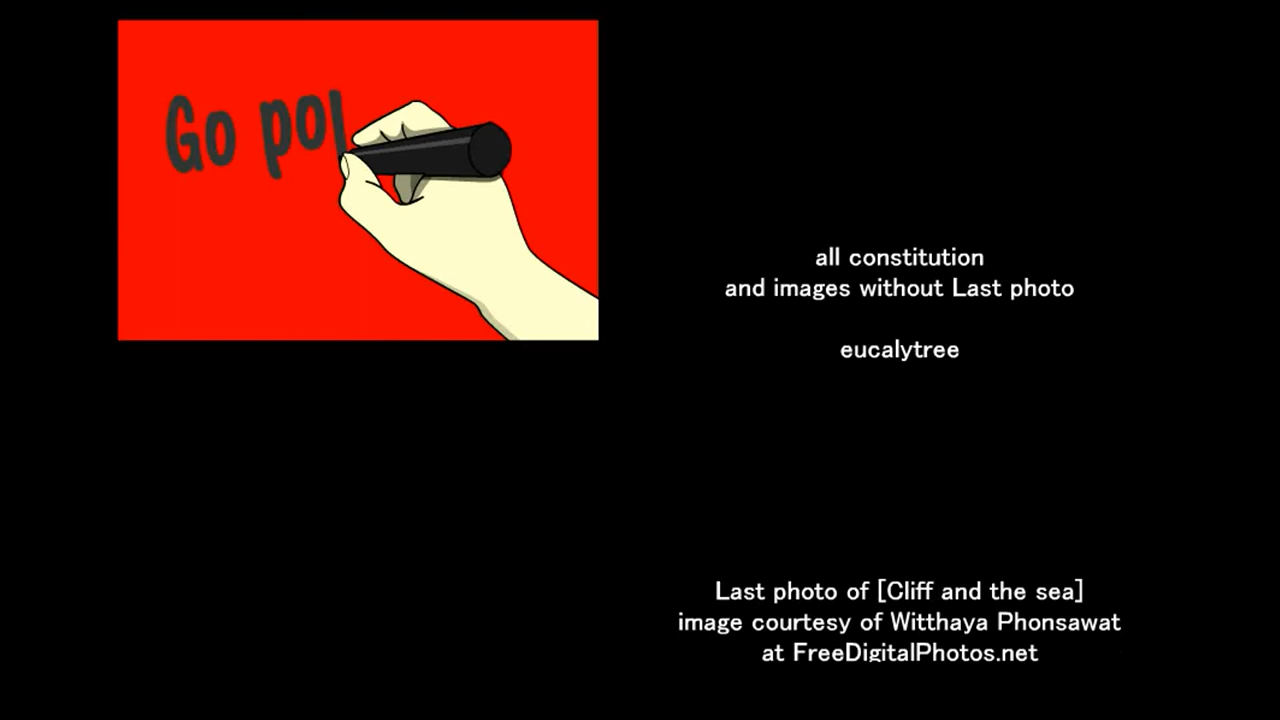 Go pol
all constitution
and images without Last photo
eucalytree
Last photo of [Cliff and the sea]
image courtesy of Witthaya Phonsawat
at FreeDigitalPhotos.net